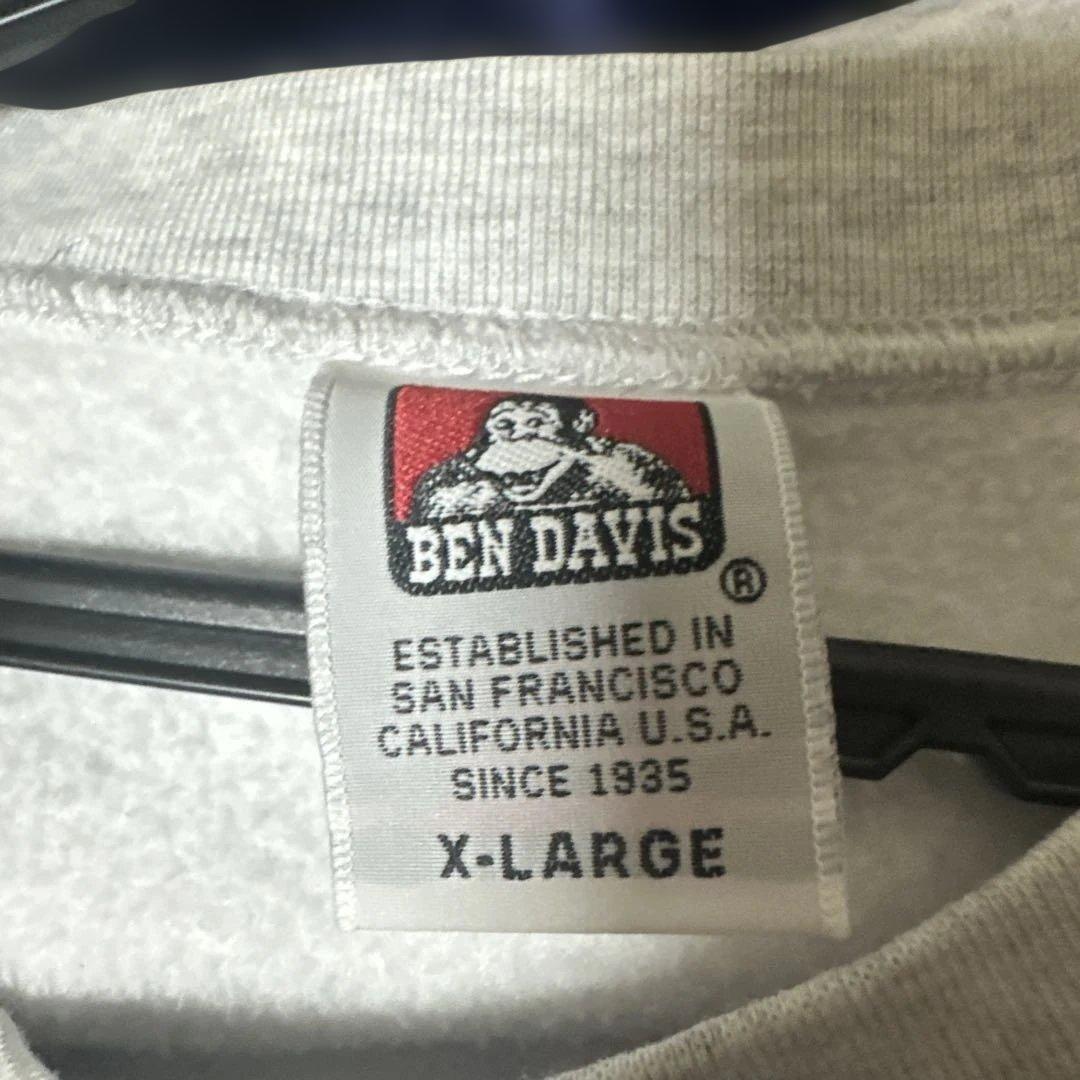 BEN DAVIS
®
ESTABLISHED IN
SAN FRANCISCO
CALIFORNIA U.S.A.
SINCE 1935
X-LARGE